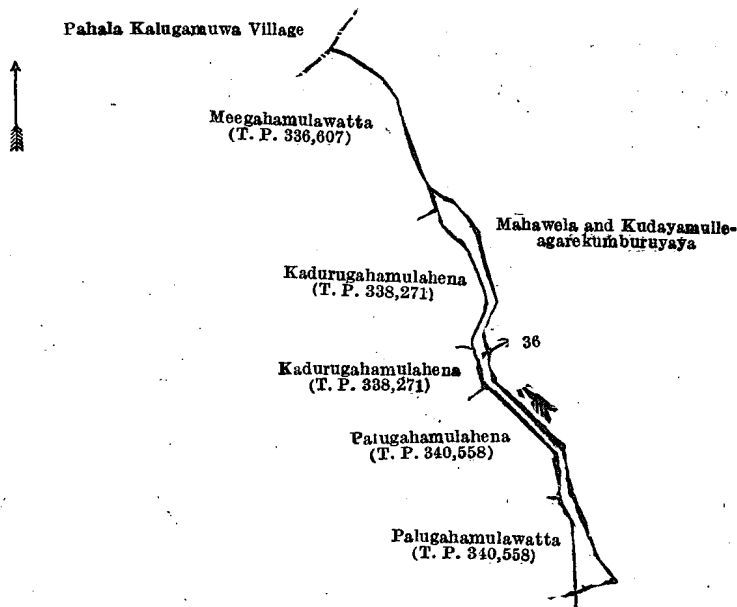 Pahala Kalugamuwa Village
Meegahamulawatta
(T. P. 336,607)
Mahawela and Kudayamulle-
agarekumburuyaya
Kadurugahamulahena
(T. P. 338,271)
36
Kadurugahamulahena
(T. P. 338,271)
Palugahamulahena
(T. P. 340,558)
Palugahamulawatta
(T. P. 340,558)